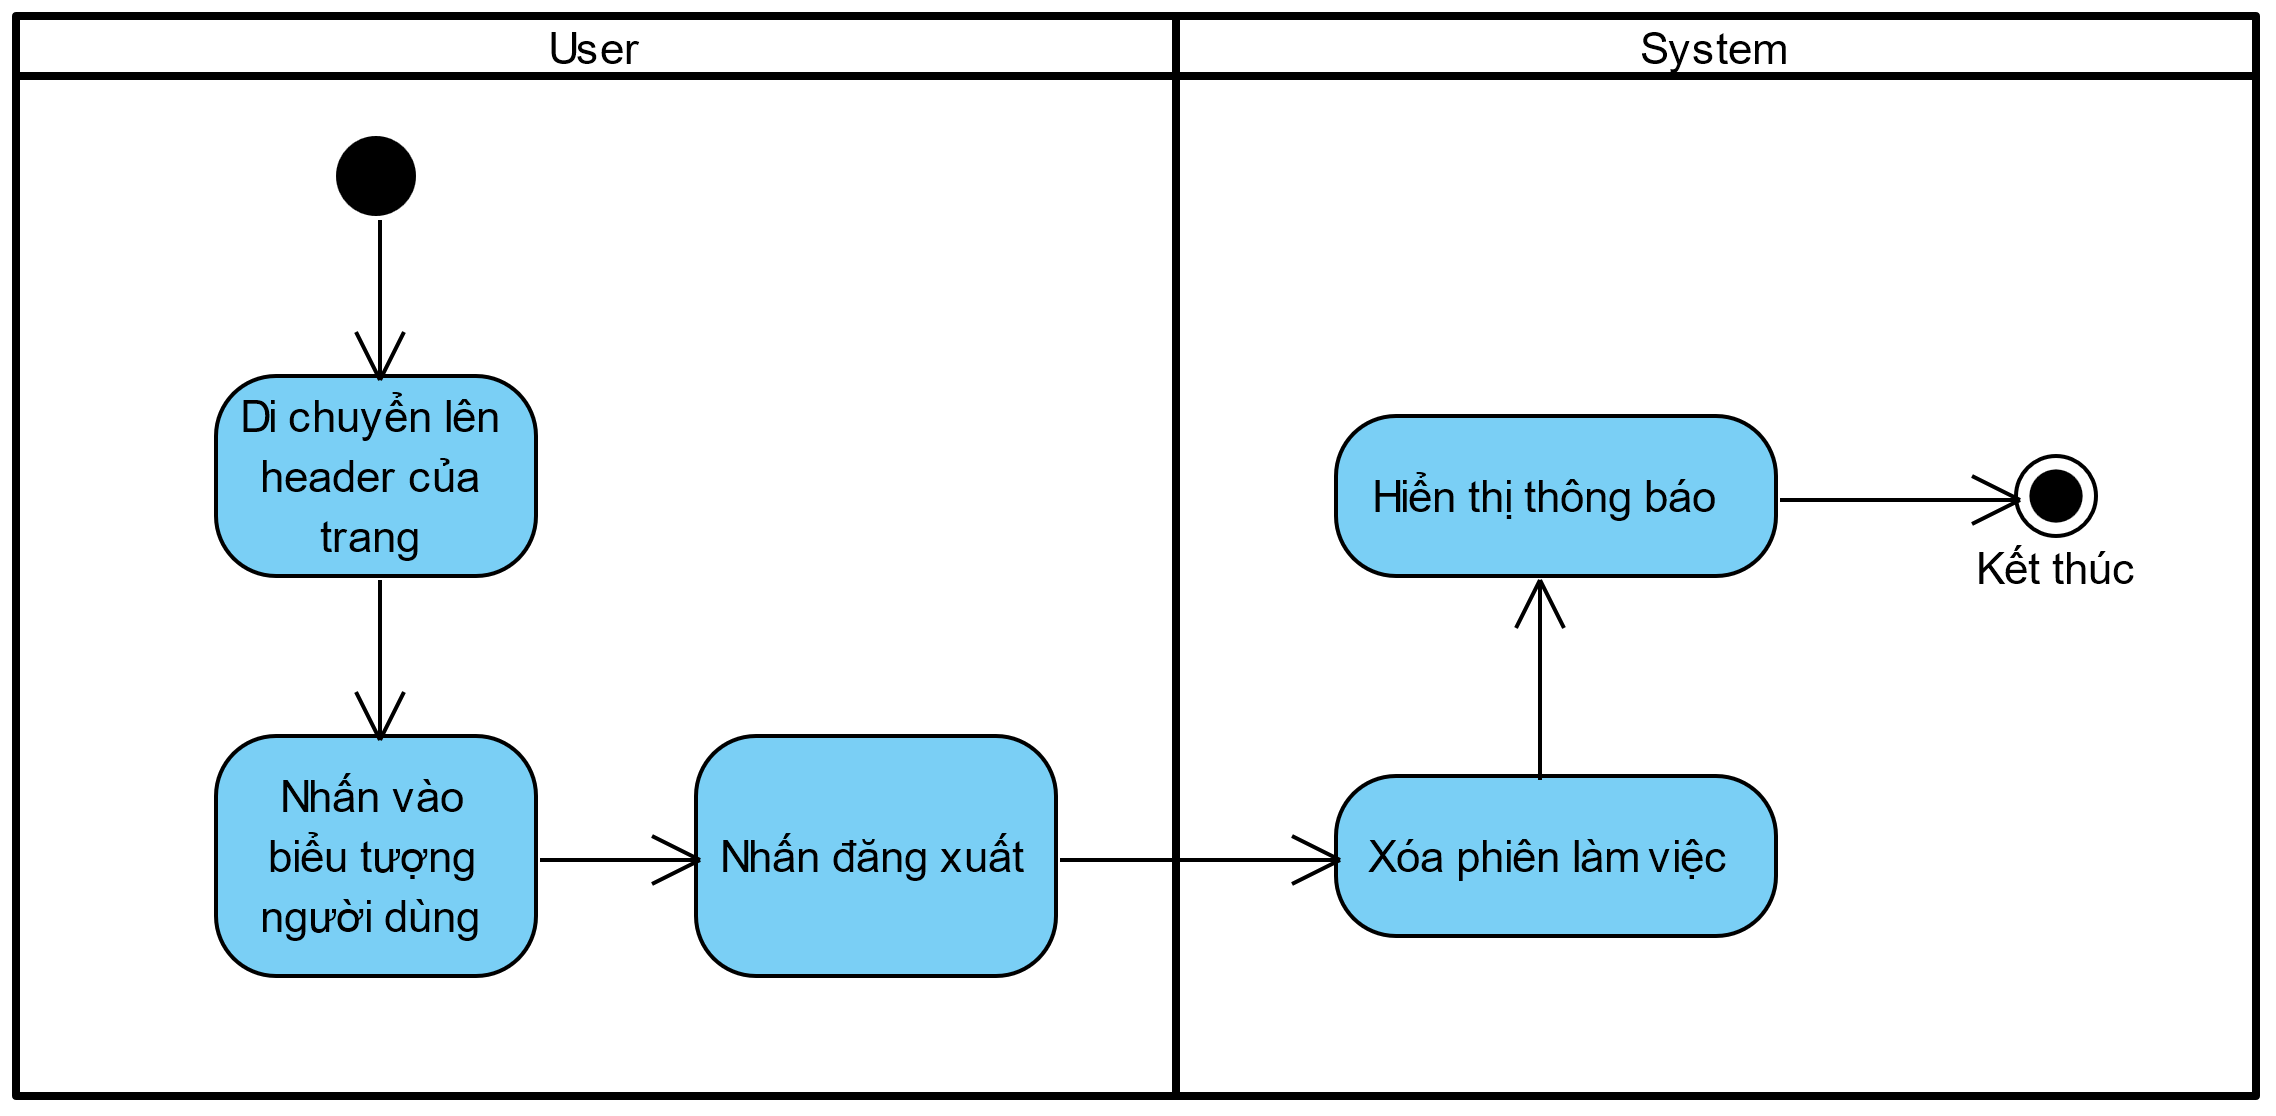 User
System
Di chuyển lên
header của
trang
Nhấn vào
biểu tượng
người dùng
Nhấn đăng xuất
Xóa phiên làm việc
Hiển thị thông báo
Kết thúc